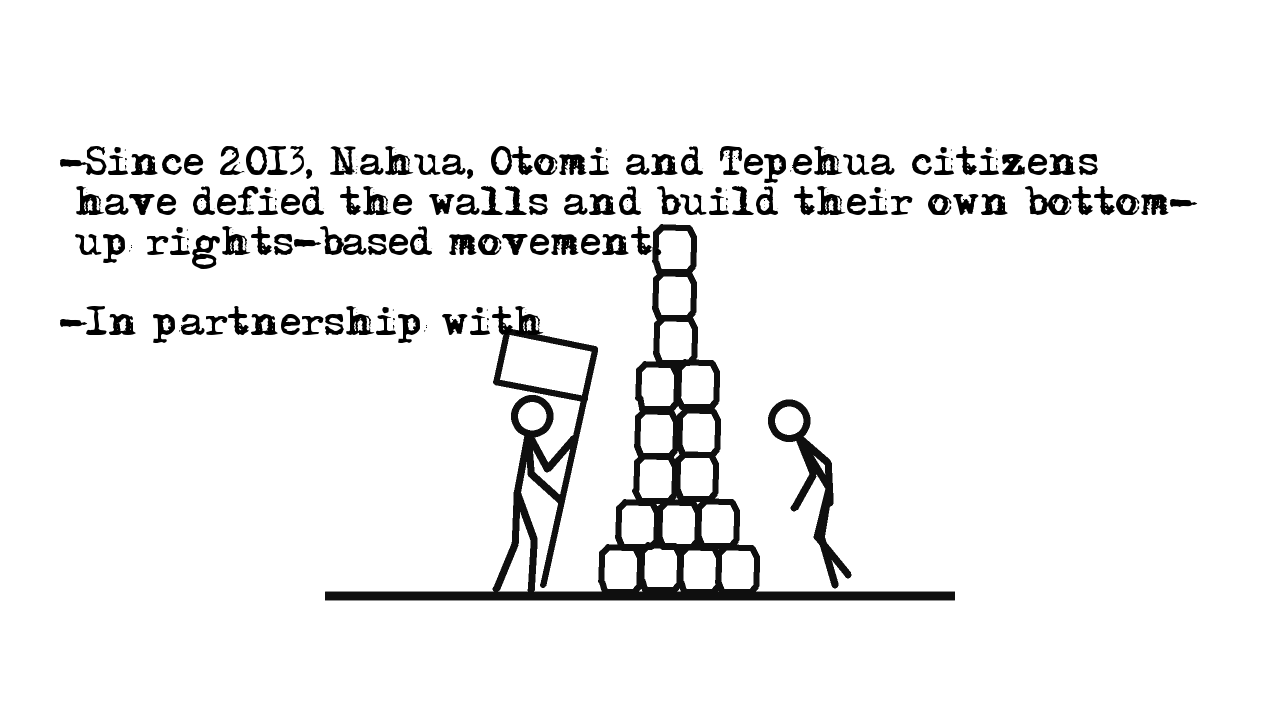 -Since 2013, Nahua, Otomi and Tepehua citizens
have defied the walls and build their own bottom-
up rights-based movement.
-In partnership with